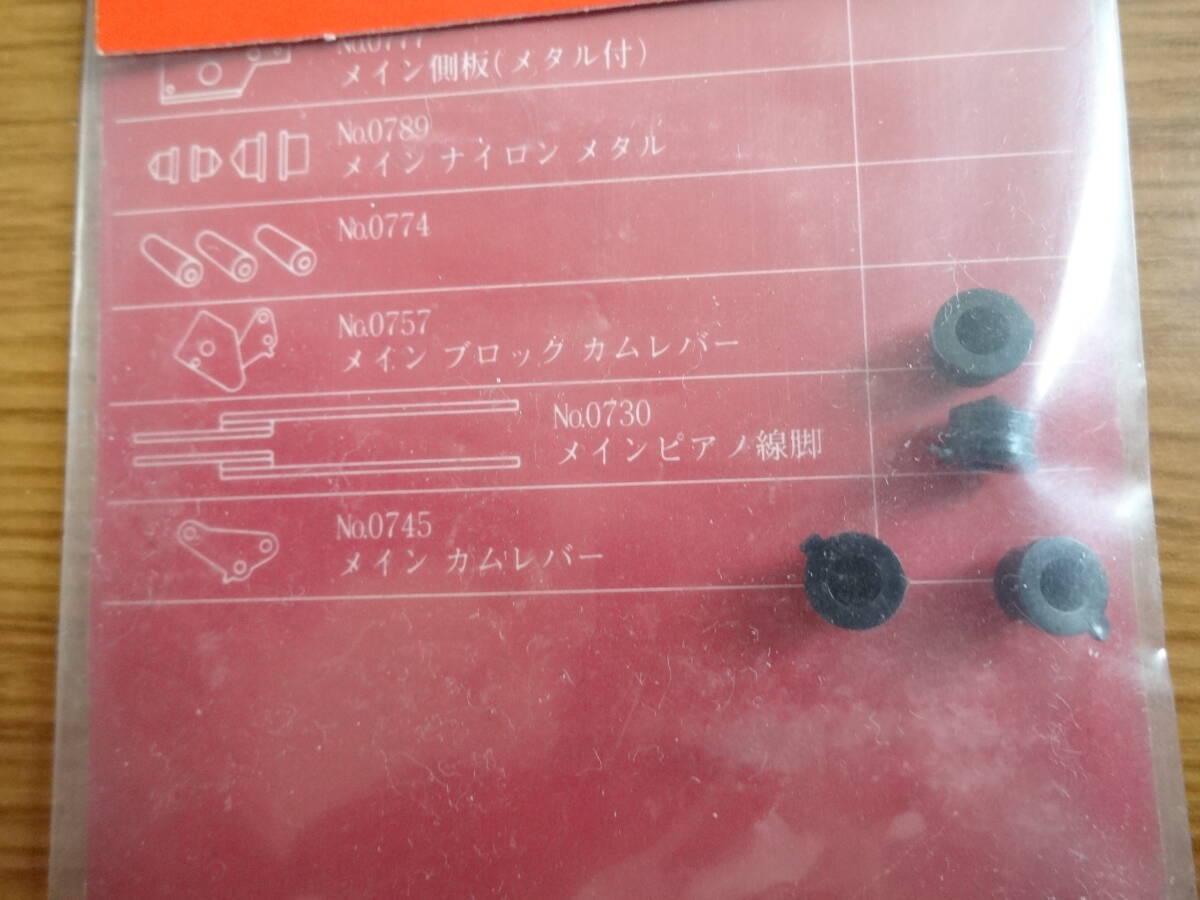 No.0777
メイン側板(メタル付)
No.0789
メイン ナイロン メタル
No.0774
No.0757
メイン ブロック カムレバー
No.0730
メインピアノ線脚
No.0745
メイン カムレバー